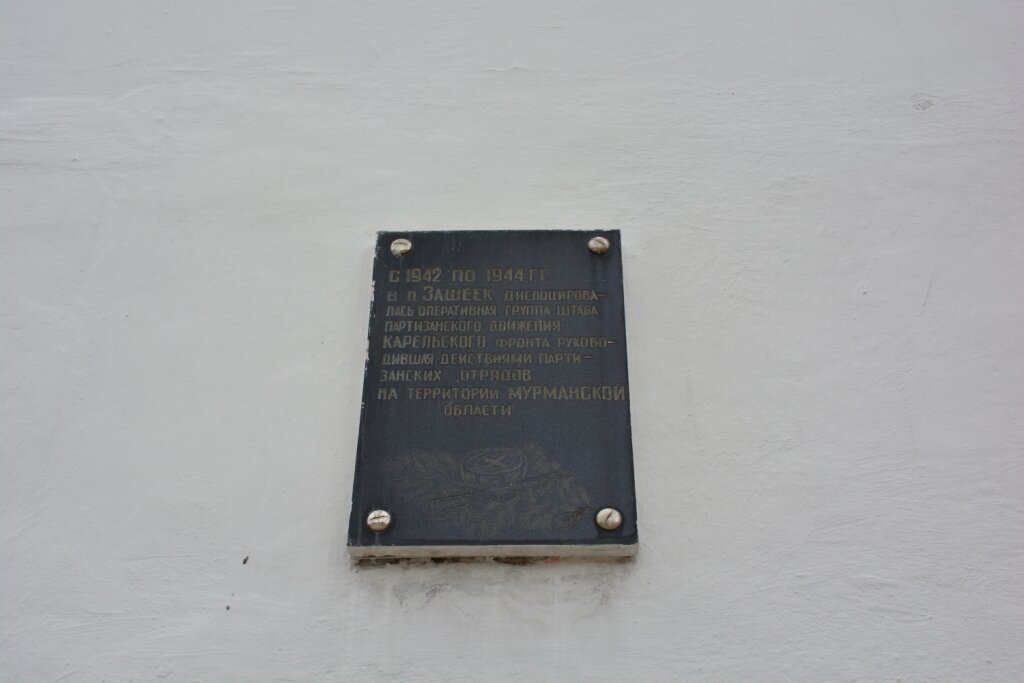 С 1942 ПО 1944 ГГ
В П. ЗАШЕЕК ДИСЛОЦИРОВА-
ЛАСЬ ОПЕРАТИВНАЯ ГРУППА ШТАБА
ПАРТИЗАНСКОГО ДВИЖЕНИЯ
КАРЕЛЬСКОГО ФРОНТА РУКОВО-
ДИВШАЯ ДЕЙСТВИЯМИ ПАРТИ-
ЗАНСКИХ ОТРЯДОВ
НА ТЕРРИТОРИИ МУРМАНСКОЙ
ОБЛАСТИ